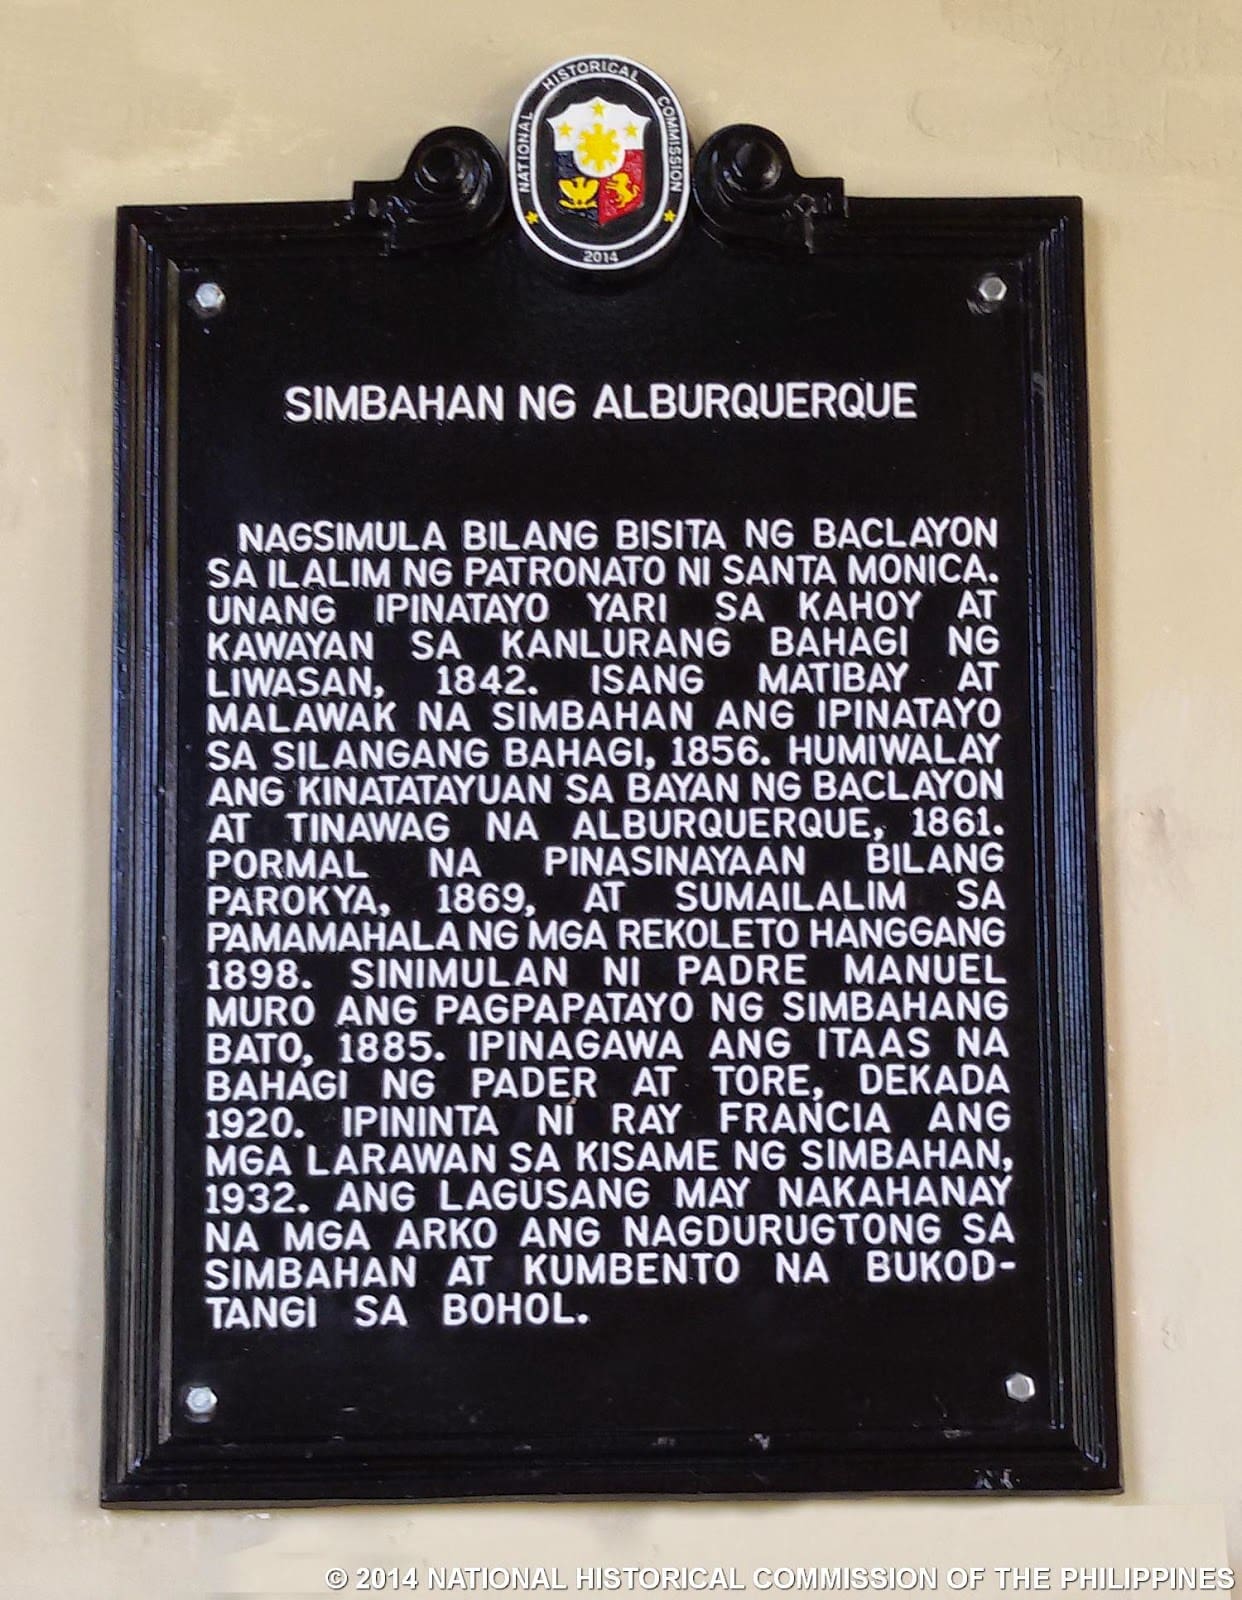 NATIONAL HISTORICAL COMMISSION
2014
SIMBAHAN NG ALBURQUERQUE
NAGSIMULA BILANG BISITA NG BACLAYON
SA ILALIM NG PATRONATO NI SANTA MONICA.
UNANG IPINATAYO YARI SA KAHOY AT
KAWAYAN SA KANLURANG BAHAGI NG
LIWASAN, 1842. ISANG MATIBAY AT
MALAWAK NA SIMBAHAN ANG IPINATAYO
SA SILANGANG BAHAGI, 1856. HUMIWALAY
ANG KINATATAYUAN SA BAYAN NG BACLAYON
AT TINAWAG NA ALBURQUERQUE, 1861.
PORMAL NA PINASINAYAAN BILANG
PAROKYA, 1869, AT SUMAILALIM SA
PAMAMAHALA NG MGA REKOLETO HANGGANG
1898. SINIMULAN NI PADRE MANUEL
MURO ANG PAGPAPATAYO NG SIMBAHANG
BATO, 1885. IPINAGAWA ANG ITAAS NA
BAHAGI NG PADER AT TORE, DEKADA
1920. IPININTA NI RAY FRANCIA ANG
MGA LARAWAN SA KISAME NG SIMBAHAN,
1932. ANG LAGUSANG MAY NAKAHANAY
NA MGA ARKO ANG NAGDURUGTONG SA
SIMBAHAN AT KUMBENTO NA BUKOD-
TANGI SA BOHOL.
© 2014 NATIONAL HISTORICAL COMMISSION OF THE PHILIPPINES